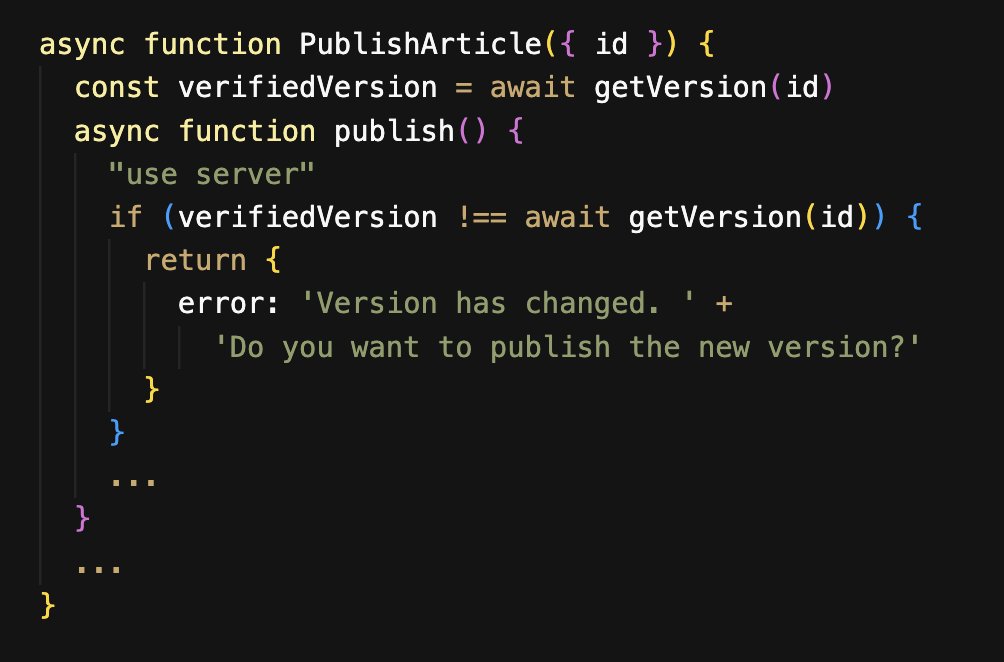 async function PublishArticle({ id }) {
  const verifiedVersion = await getVersion(id)
  async function publish() {
    "use server"
    if (verifiedVersion !== await getVersion(id)) {
      return {
        error: 'Version has changed. ' +
          'Do you want to publish the new version?'
      }
    }
    ...
  }
  ...
}